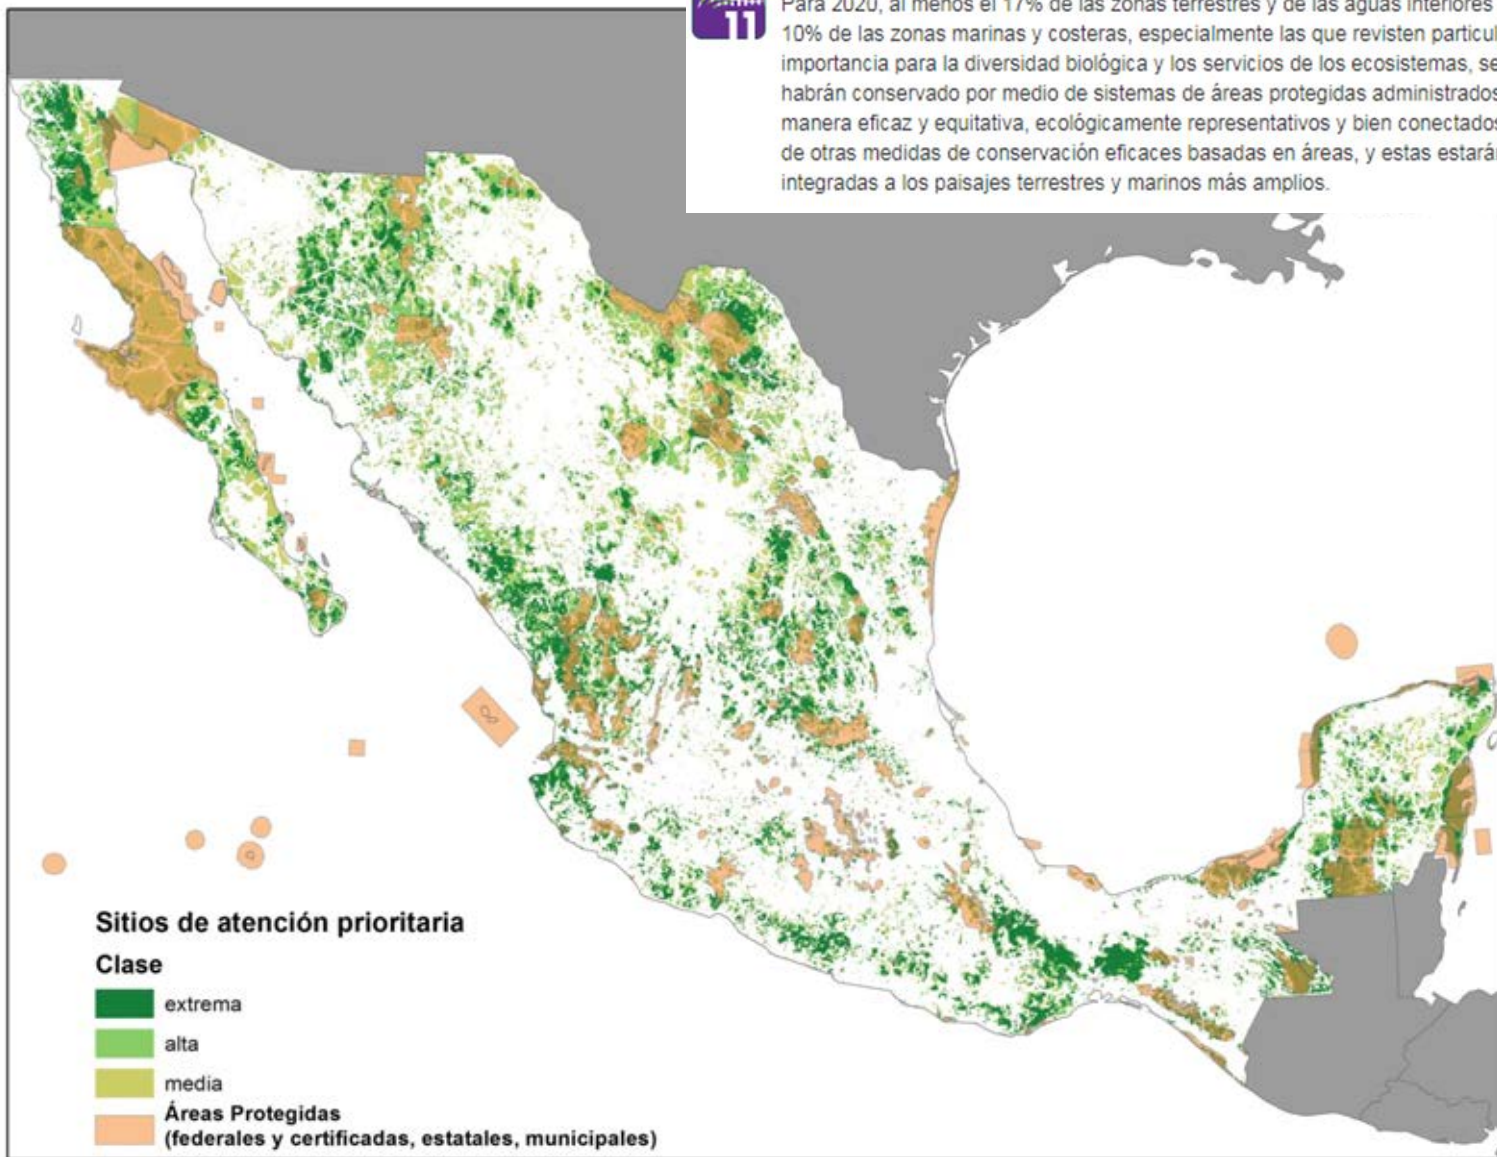 11
Para 2020, al menos el 17% de las zonas terrestres y de las aguas interiores
10% de las zonas marinas y costeras, especialmente las que revisten particul
importancia para la diversidad biológica y los servicios de los ecosistemas, se
habrán conservado por medio de sistemas de áreas protegidas administrados
manera eficaz y equitativa, ecológicamente representativos y bien conectados
de otras medidas de conservación eficaces basadas en áreas, y estas estará
integradas a los paisajes terrestres y marinos más amplios.
Sitios de atención prioritaria
Clase
extrema
alta
media
Áreas Protegidas
(federales y certificadas, estatales, municipales)